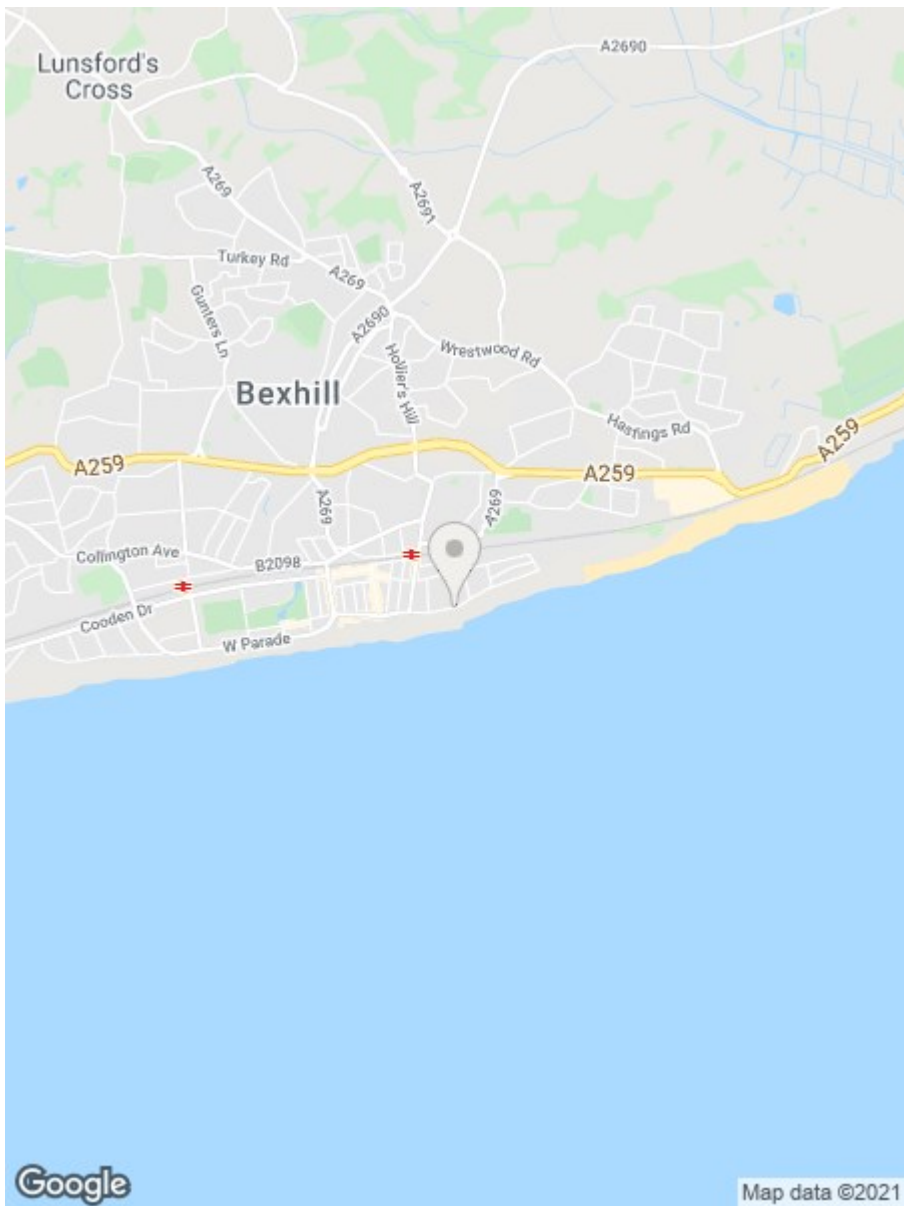 A2690
Lunsford's
Cross
A269
A2691
Turkey Rd
A269
Gunters Ln
A2690
Wrestwood Rd
Hollier's Hill
Bexhill
Hastings Rd
A259
A259
A259
A269
A269
Collington Ave
B2098
Cooden Dr
W Parade
Google
Map data ©2021